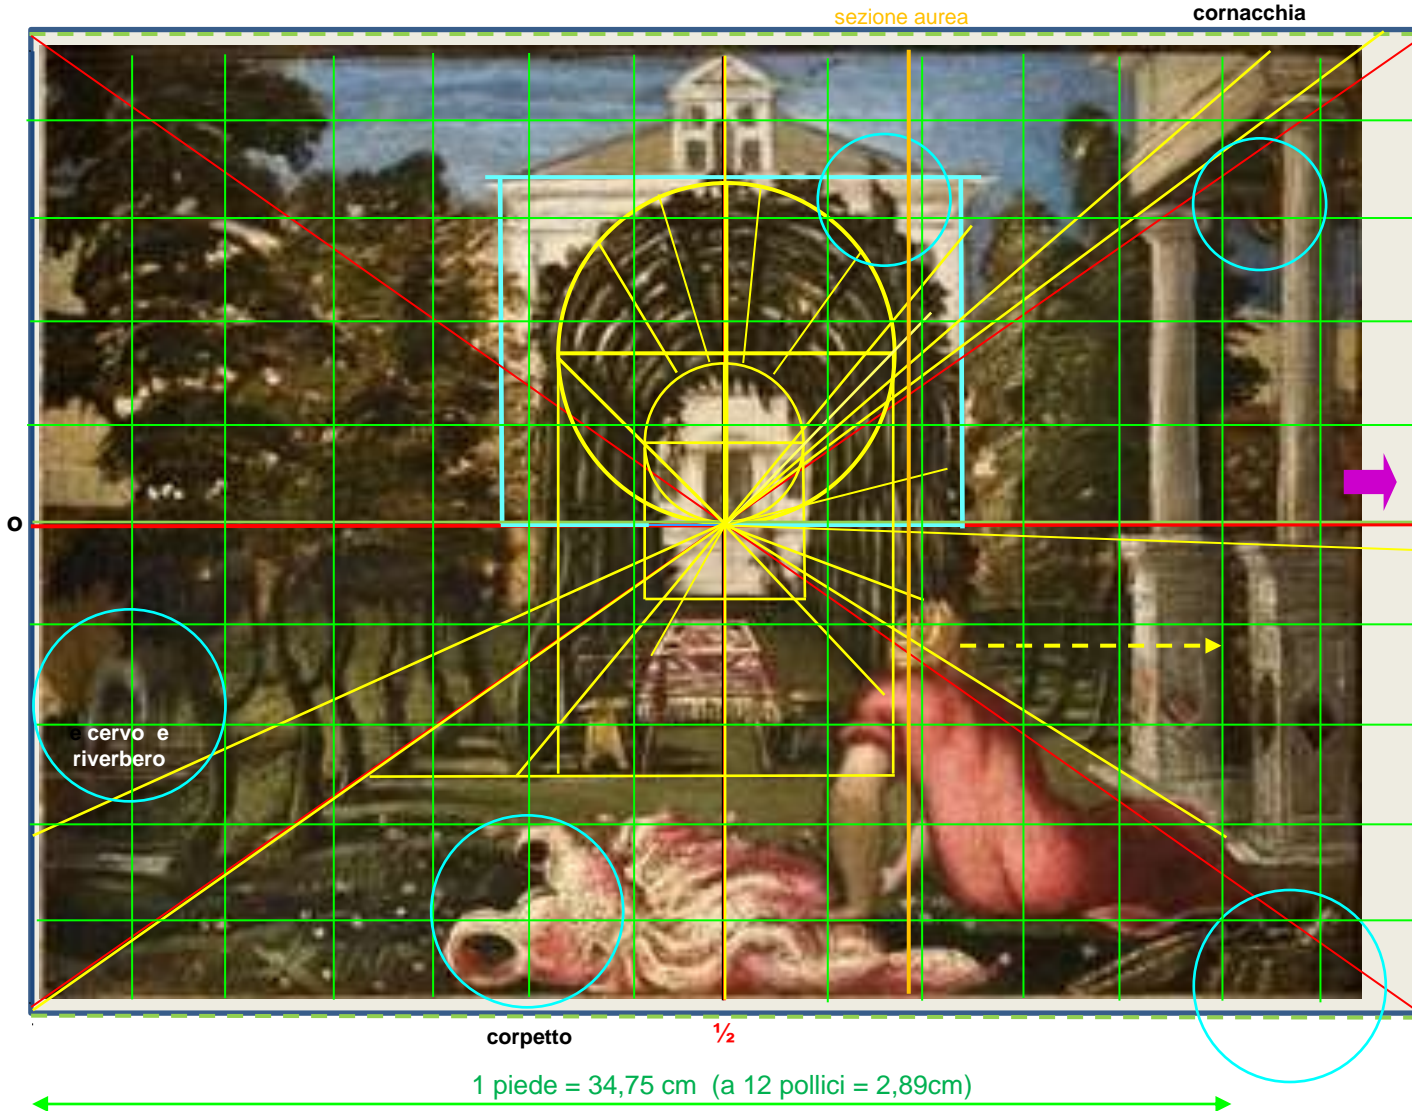 sezione aurea
cornacchia
o
e cervo e
riverbero
corpetto
½
1 piede = 34,75 cm (a 12 pollici = 2,89cm)